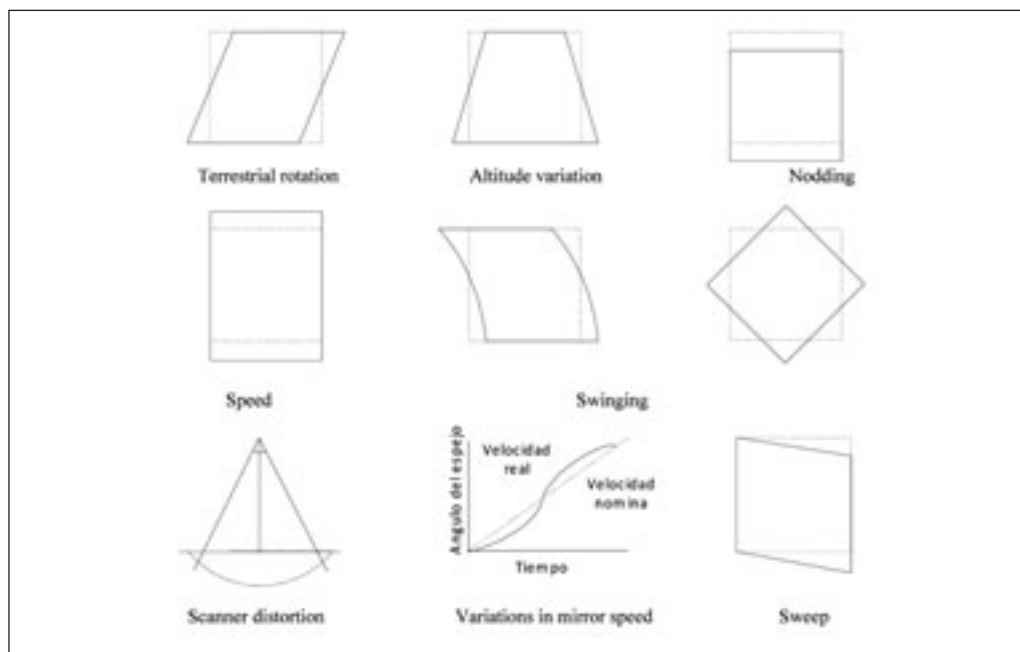 Terrestrial rotation
Altitude variation
Nodding
Speed
Swinging
Angulo del espejo
Velocidad
real
Velocidad
nomina
Tiempo
Scanner distortion
Variations in mirror speed
Sweep